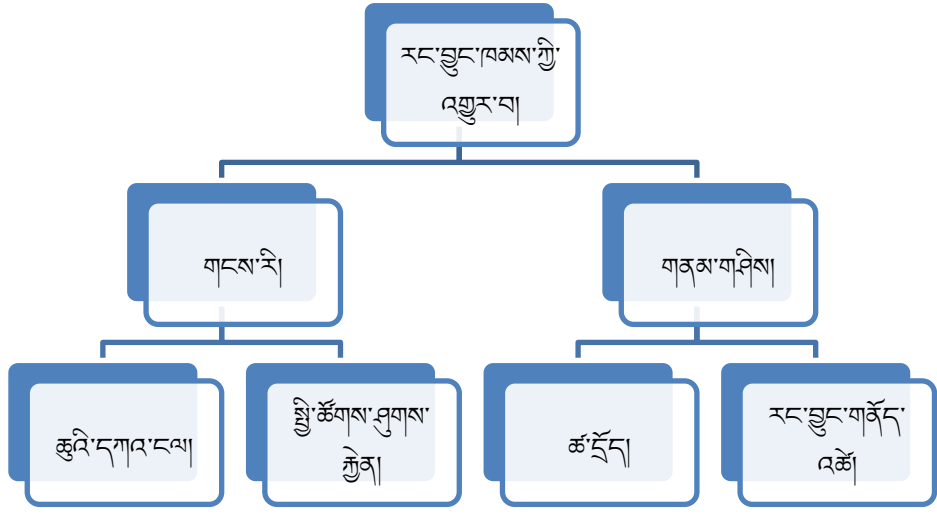 རང་བྱུང་ཁམས་ཀྱི་
འགྱུར་བ།
གངས་རི།
གནམ་གཤིས།
ཆུའི་དཀའ་ངལ།
སྤྱི་ཚོགས་ཤུགས་
རྐྱེན།
ཚ་དྲོད།
རང་བྱུང་གནོད་
འཚེ།